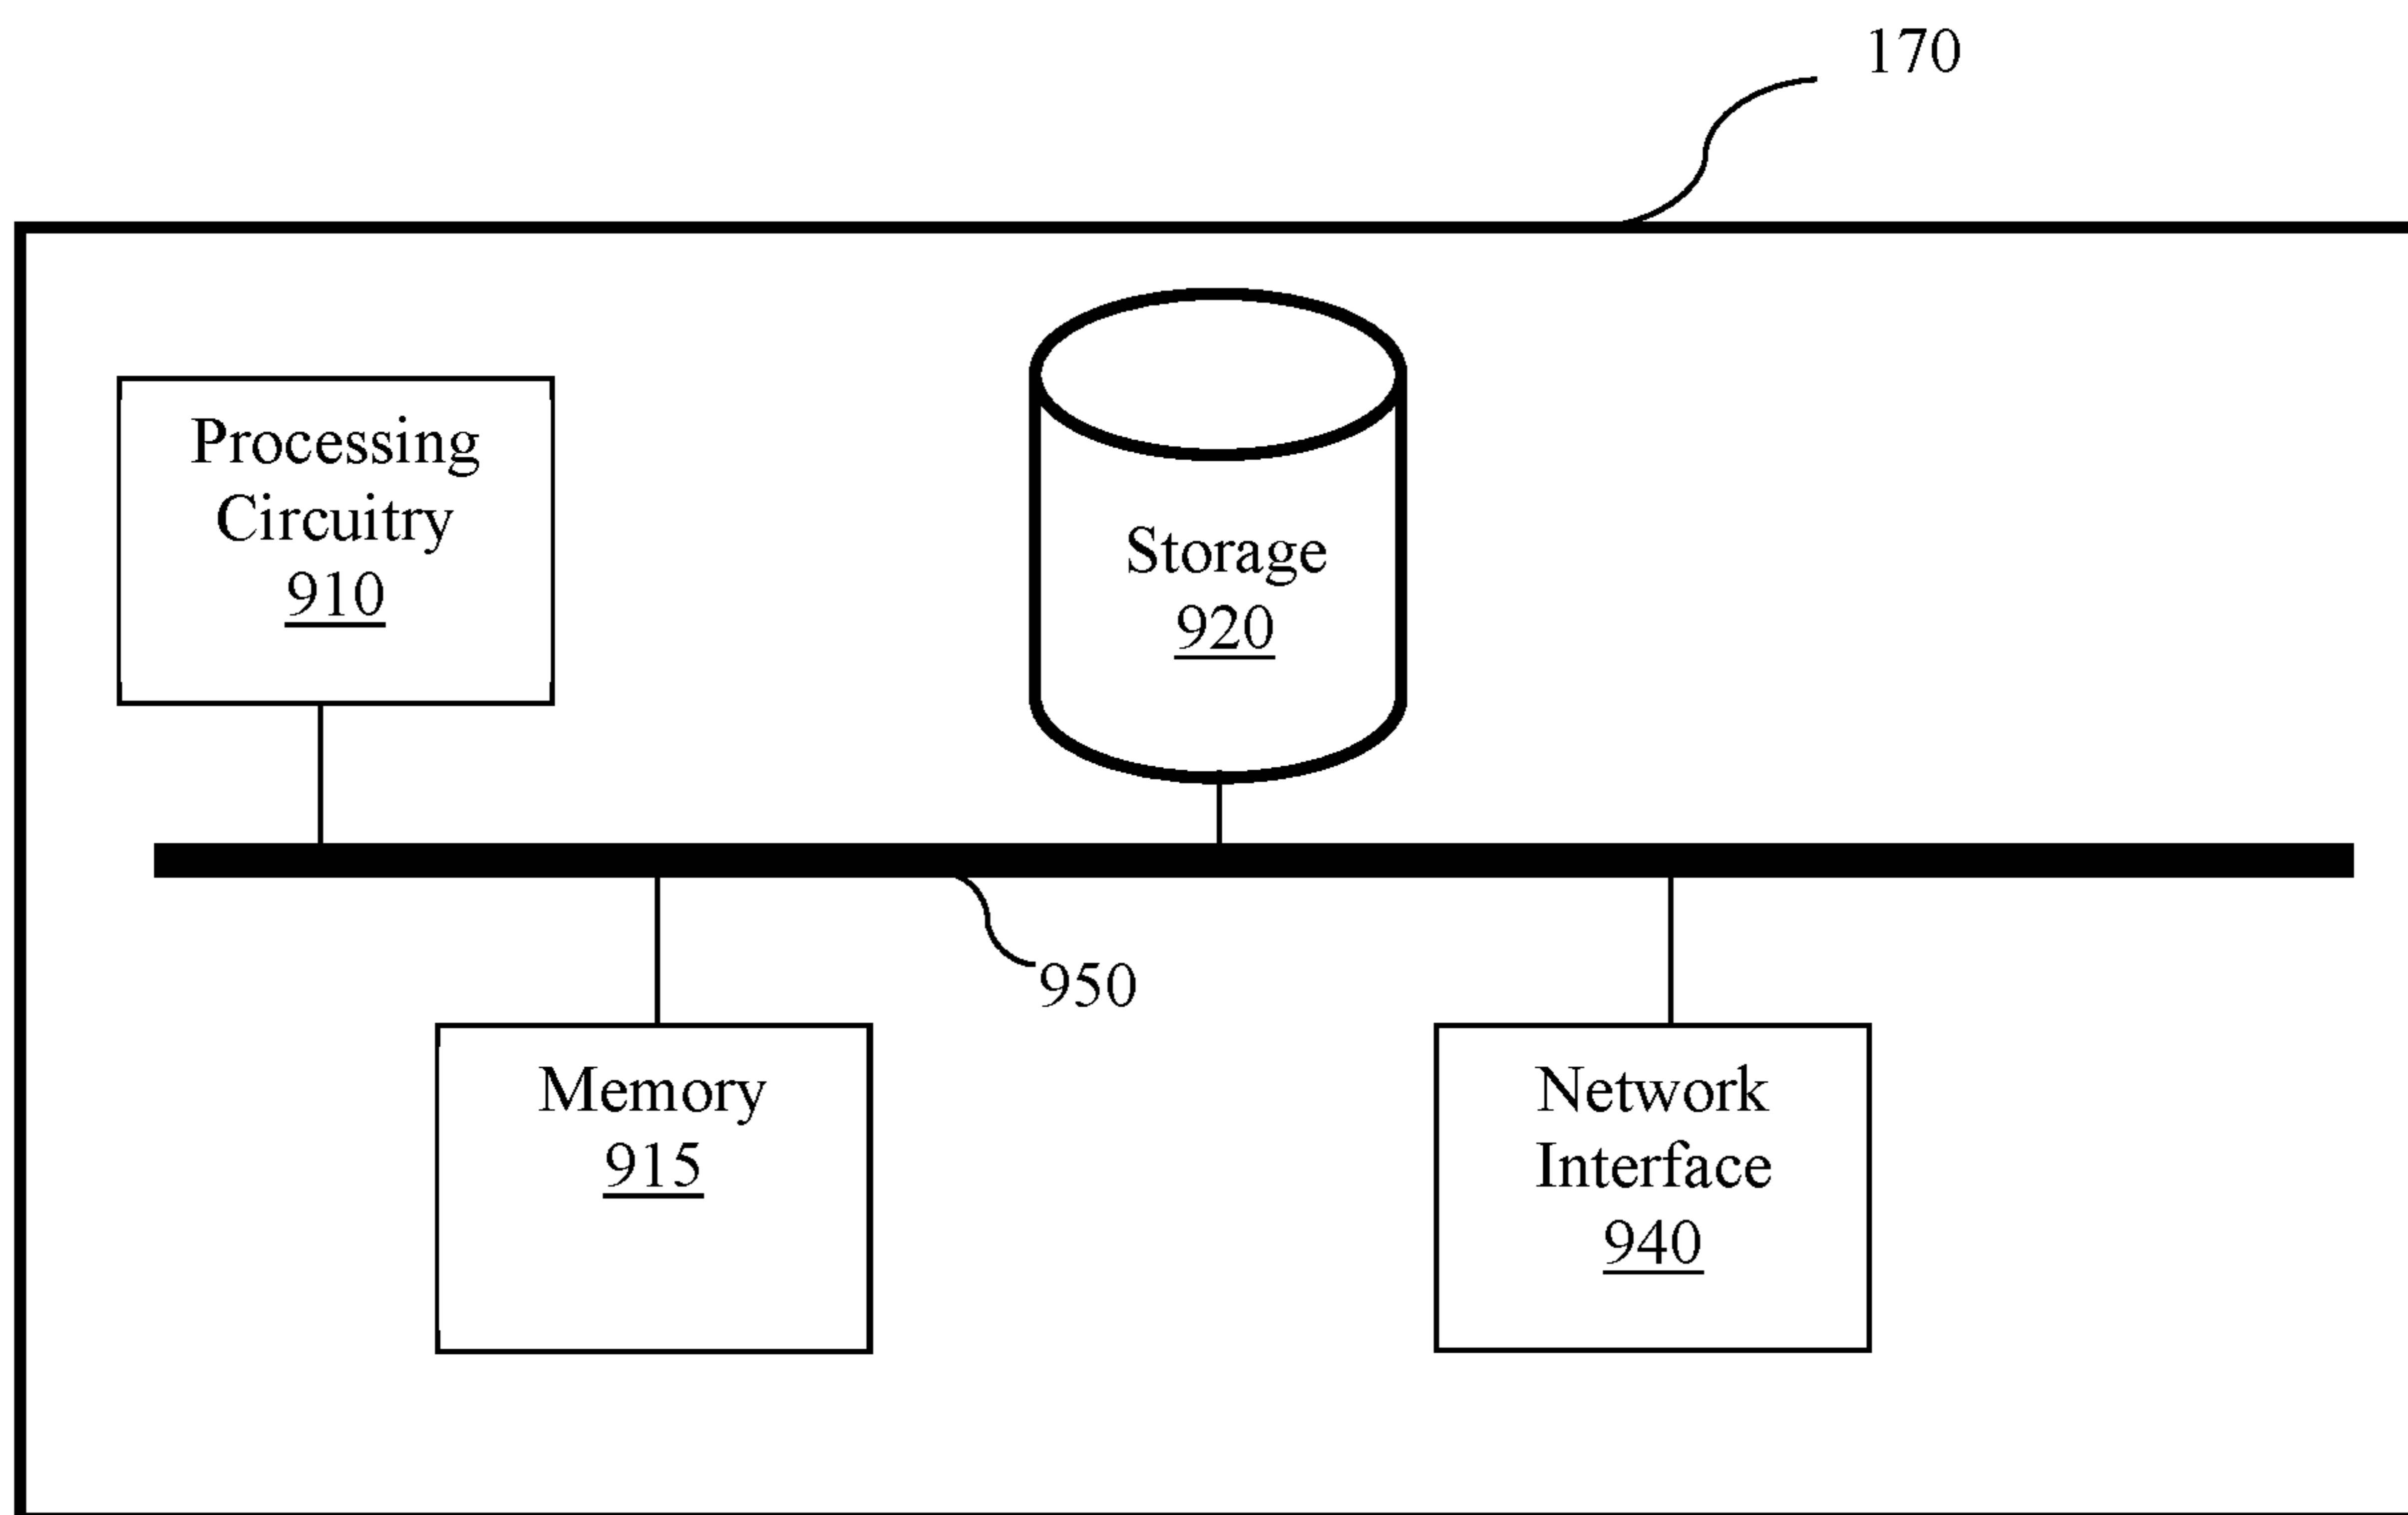 170
Processing
Circuitry
910
Storage
920
950
Memory
915
Network
Interface
940